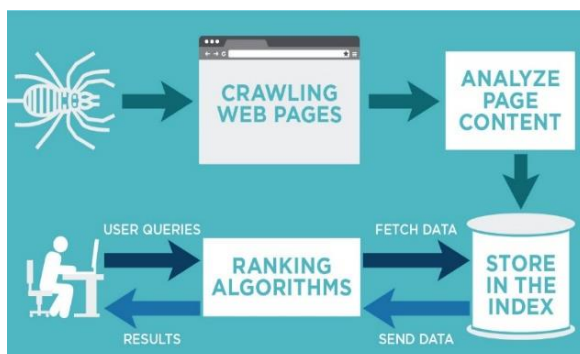 CRAWLING
WEB PAGES
ANALYZE
PAGE
CONTENT
USER QUERIES
FETCH DATA
RANKING
ALGORITHMS
STORE
IN THE
INDEX
RESULTS
SEND DATA